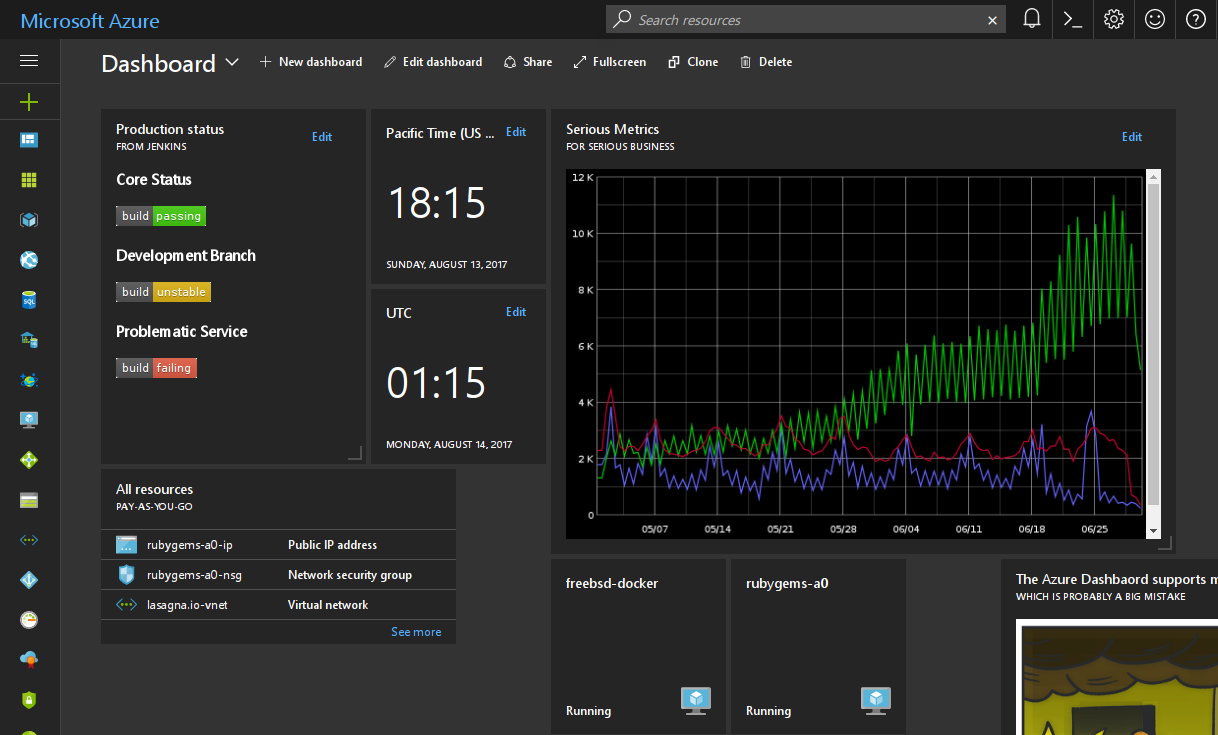 Microsoft Azure
Search resources
Dashboard
New dashboard
Edit dashboard
Share
Fullscreen
Clone
Delete
Production status
FROM JENKINS
Edit
Core Status
build passing
Development Branch
build unstable
Problematic Service
build failing
Pacific Time (US ...
Edit
18:15
SUNDAY, AUGUST 13, 2017
UTC
Edit
01:15
MONDAY, AUGUST 14, 2017
Serious Metrics
FOR SERIOUS BUSINESS
Edit
12 K
10 K
8 K
6 K
4 K
2 K
0
05/07 05/14 05/21 05/28 06/04 06/11 06/18 06/25
All resources
PAY-AS-YOU-GO
rubygems-a0-ip Public IP address
rubygems-a0-nsg Network security group
lasagna.io-vnet Virtual network
See more
freebsd-docker
Running
rubygems-a0
Running
The Azure Dashbaord supports m
WHICH IS PROBABLY A BIG MISTAKE
SQL